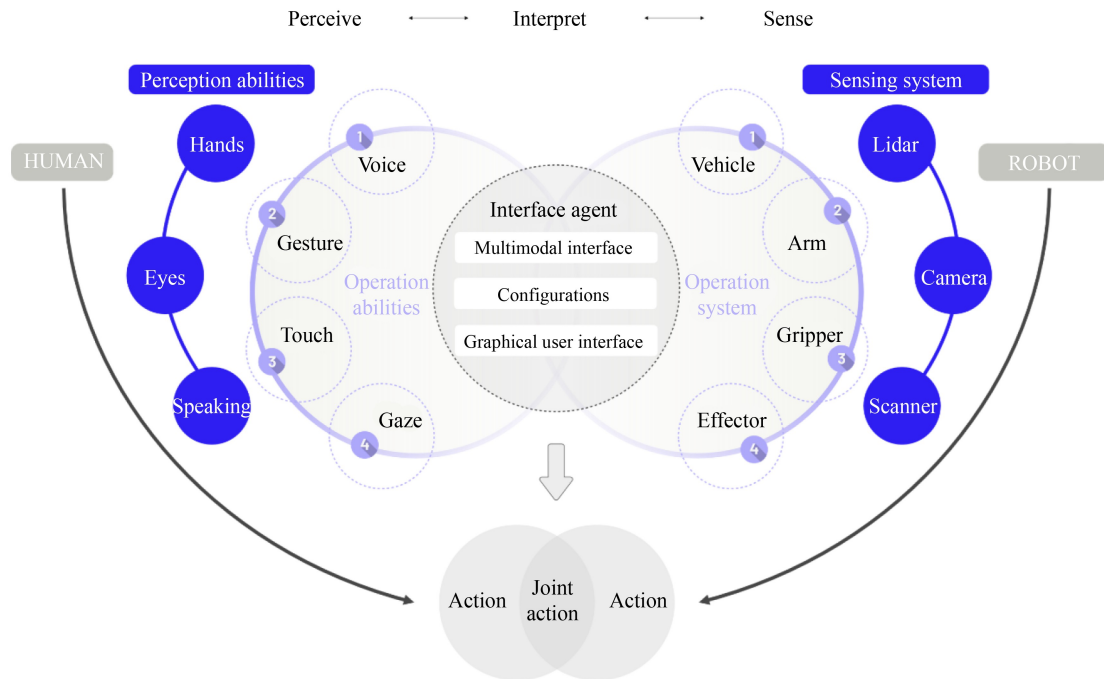 Perceive
Interpret
Sense
Perception abilities
Sensing system
HUMAN
ROBOT
Hands
Eyes
Speaking
1
Voice
2
Gesture
Touch
3
Gaze
4
Operation
abilities
Interface agent
Multimodal interface
Configurations
Graphical user interface
Operation
system
1
Vehicle
2
Arm
Gripper
3
Effector
4
Lidar
Camera
Scanner
Action
Joint
action
Action